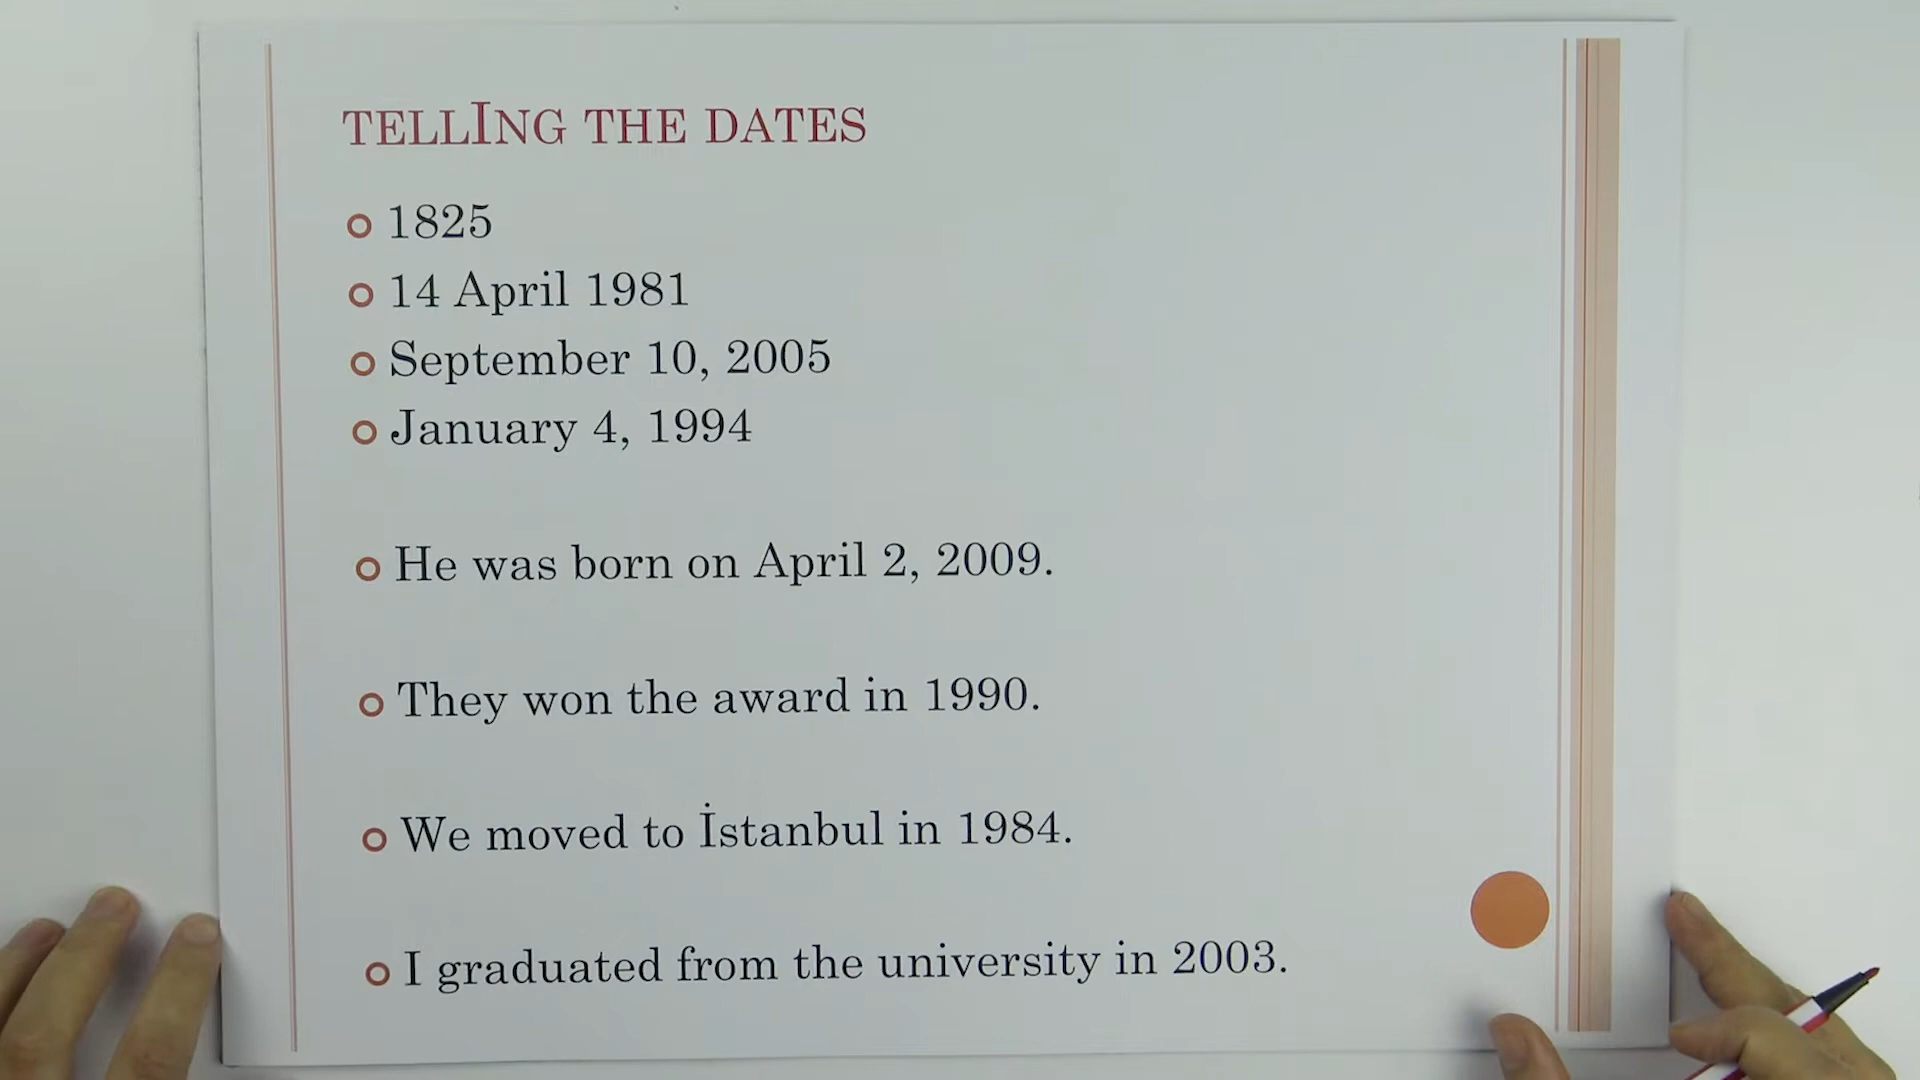 TELLING THE DATES
1825
14 April 1981
September 10, 2005
January 4, 1994
He was born on April 2, 2009.
They won the award in 1990.
We moved to İstanbul in 1984.
I graduated from the university in 2003.